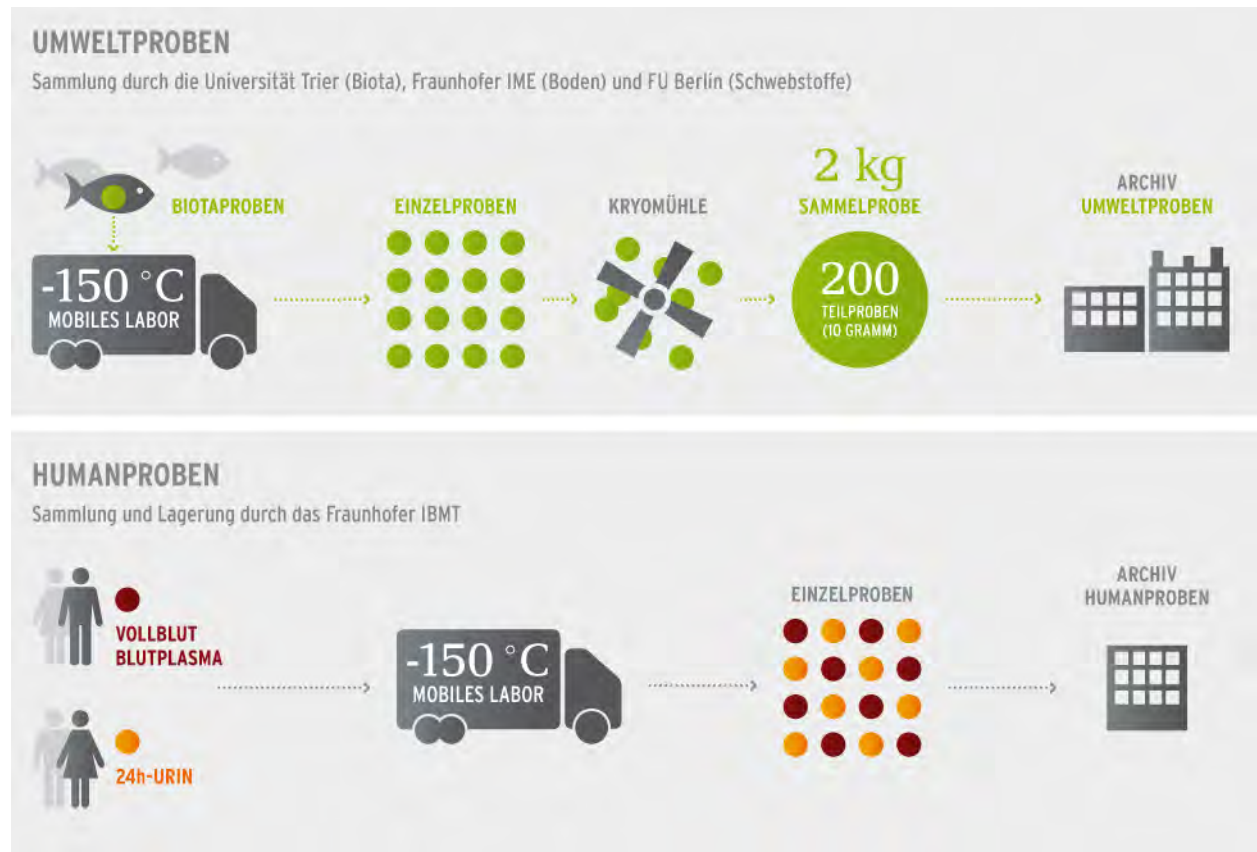 UMWELTPROBEN
Sammlung durch die Universität Trier (Biota), Fraunhofer IME (Boden) und FU Berlin (Schwebstoffe)
BIOTAPROBEN
-150 °C
MOBILES LABOR
EINZELPROBEN
KRYOMÜHLE
2 kg
SAMMELPROBE
200
TEILPROBEN
(10 GRAMM)
ARCHIV
UMWELTPROBEN
HUMANPROBEN
Sammlung und Lagerung durch das Fraunhofer IBMT
VOLLBLUT
BLUTPLASMA
24h-URIN
-150 °C
MOBILES LABOR
EINZELPROBEN
ARCHIV
HUMANPROBEN